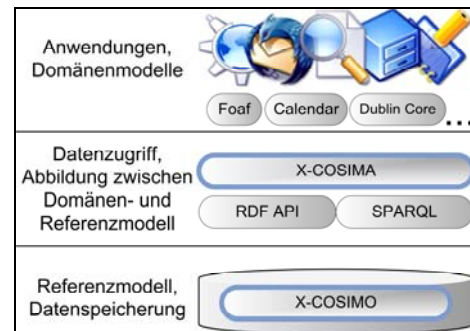 Anwendungen,
Domänenmodelle
Foaf Calendar Dublin Core ...
Datenzugriff,
Abbildung zwischen
Domänen- und
Referenzmodell
X-COSIMA
RDF API SPARQL
Referenzmodell,
Datenspeicherung
X-COSIMO